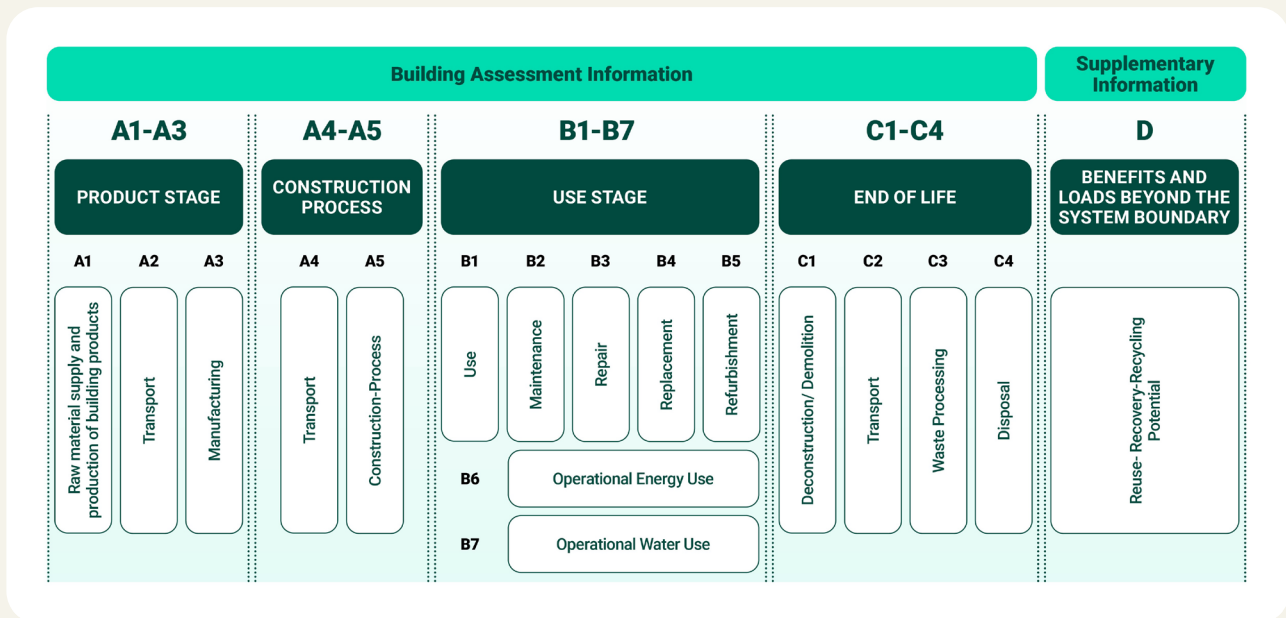 Building Assessment Information
Supplementary
Information
A1-A3
A4-A5
B1-B7
C1-C4
D
PRODUCT STAGE
CONSTRUCTION
PROCESS
USE STAGE
END OF LIFE
BENEFITS AND
LOADS BEYOND THE
SYSTEM BOUNDARY
A1
A2
A3
A4
A5
B1
B2
B3
B4
B5
C1
C2
C3
C4
Raw material supply and
production of building products
Transport
Manufacturing
Transport
Construction-Process
Use
Maintenance
Repair
Replacement
Refurbishment
Deconstruction/ Demolition
Transport
Waste Processing
Disposal
Reuse- Recovery-Recycling
Potential
B6
Operational Energy Use
B7
Operational Water Use